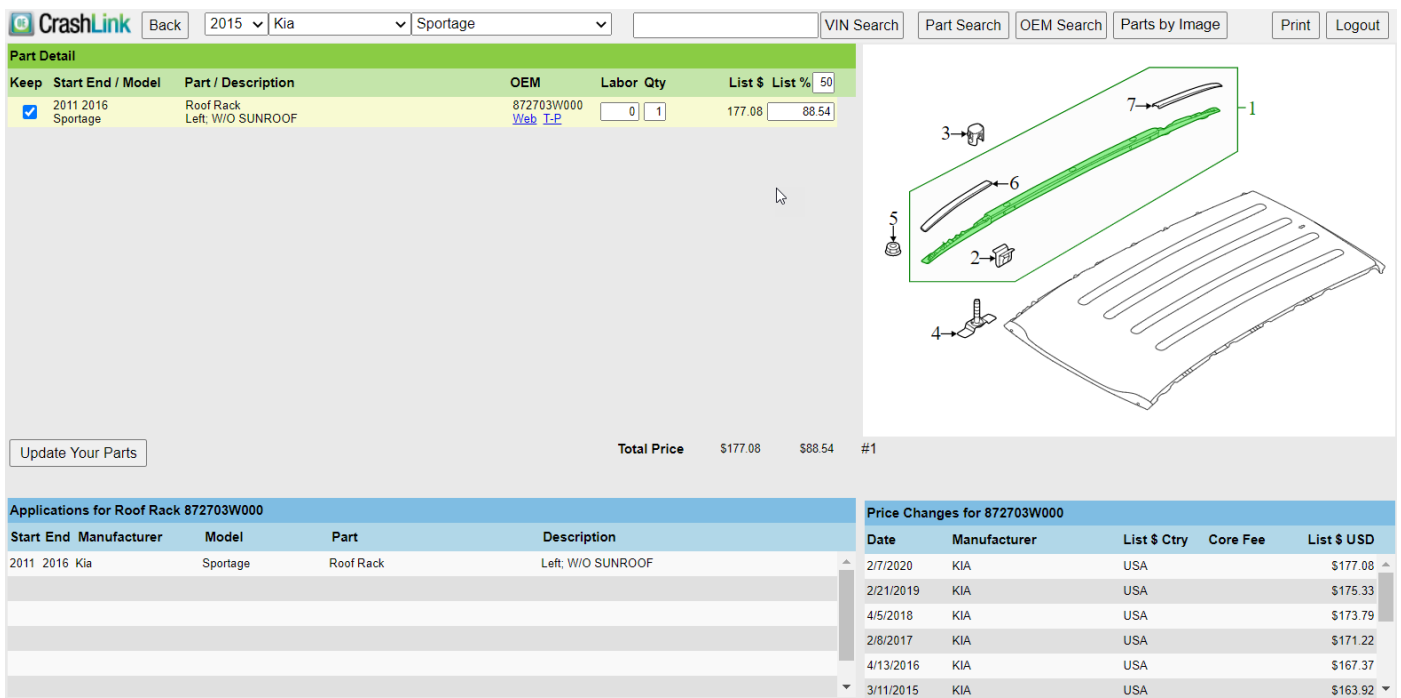 CrashLink Back 2015 Kia Sportage VIN Search Part Search OEM Search Parts by Image Print Logout
Part Detail
Keep Start End / Model Part / Description OEM Labor Qty List $ List % 50
2011 2016 Roof Rack 872703W000 0 1 177.08 88.54
Sportage Left; W/O SUNROOF Web T-P
7
1
3
6
5
2
4
Update Your Parts Total Price $177.08 $88.54 #1
Applications for Roof Rack 872703W000
Start End Manufacturer Model Part Description
2011 2016 Kia Sportage Roof Rack Left; W/O SUNROOF
Price Changes for 872703W000
Date Manufacturer List $ Ctry Core Fee List $ USD
2/7/2020 KIA USA $177.08
2/21/2019 KIA USA $175.33
4/5/2018 KIA USA $173.79
2/8/2017 KIA USA $171.22
4/13/2016 KIA USA $167.37
3/11/2015 KIA USA $163.92